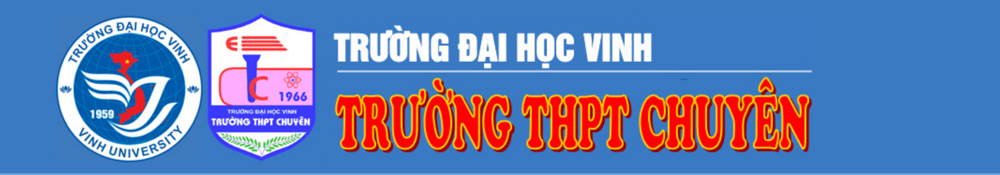 TRƯỜNG ĐẠI HỌC VINH
1959
VINH UNIVERSITY
1966
TRƯỜNG ĐẠI HỌC VINH
TRƯỜNG THPT CHUYÊN
TRƯỜNG ĐẠI HỌC VINH
TRƯỜNG THPT CHUYÊN